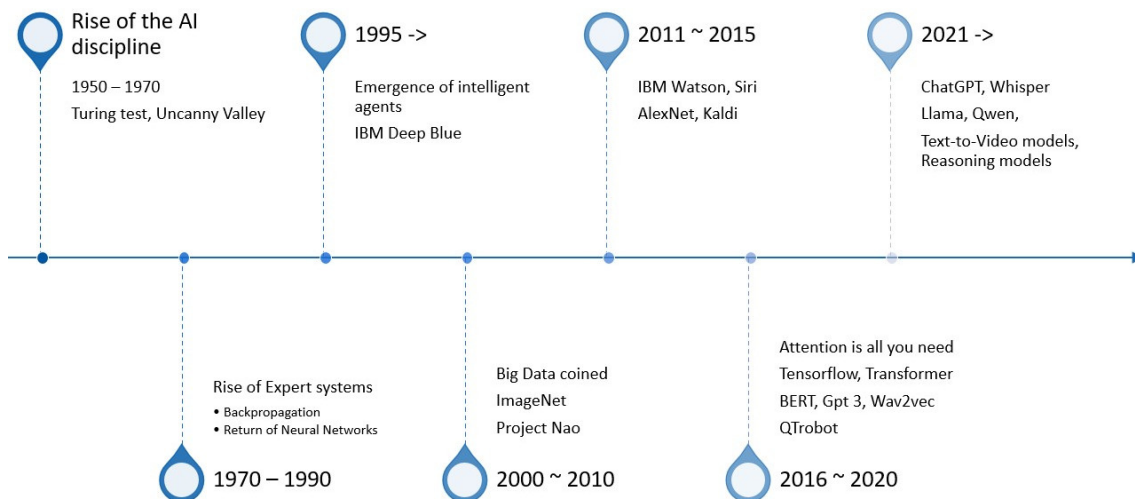 Rise of the AI
discipline
1950 – 1970
Turing test, Uncanny Valley
1995 ->
Emergence of intelligent
agents
IBM Deep Blue
2011 ~ 2015
IBM Watson, Siri
AlexNet, Kaldi
2021 ->
ChatGPT, Whisper
Llama, Qwen,
Text-to-Video models,
Reasoning models
Rise of Expert systems
• Backpropagation
• Return of Neural Networks
1970 – 1990
Big Data coined
ImageNet
Project Nao
2000 ~ 2010
Attention is all you need
Tensorflow, Transformer
BERT, Gpt 3, Wav2vec
QTrobot
2016 ~ 2020